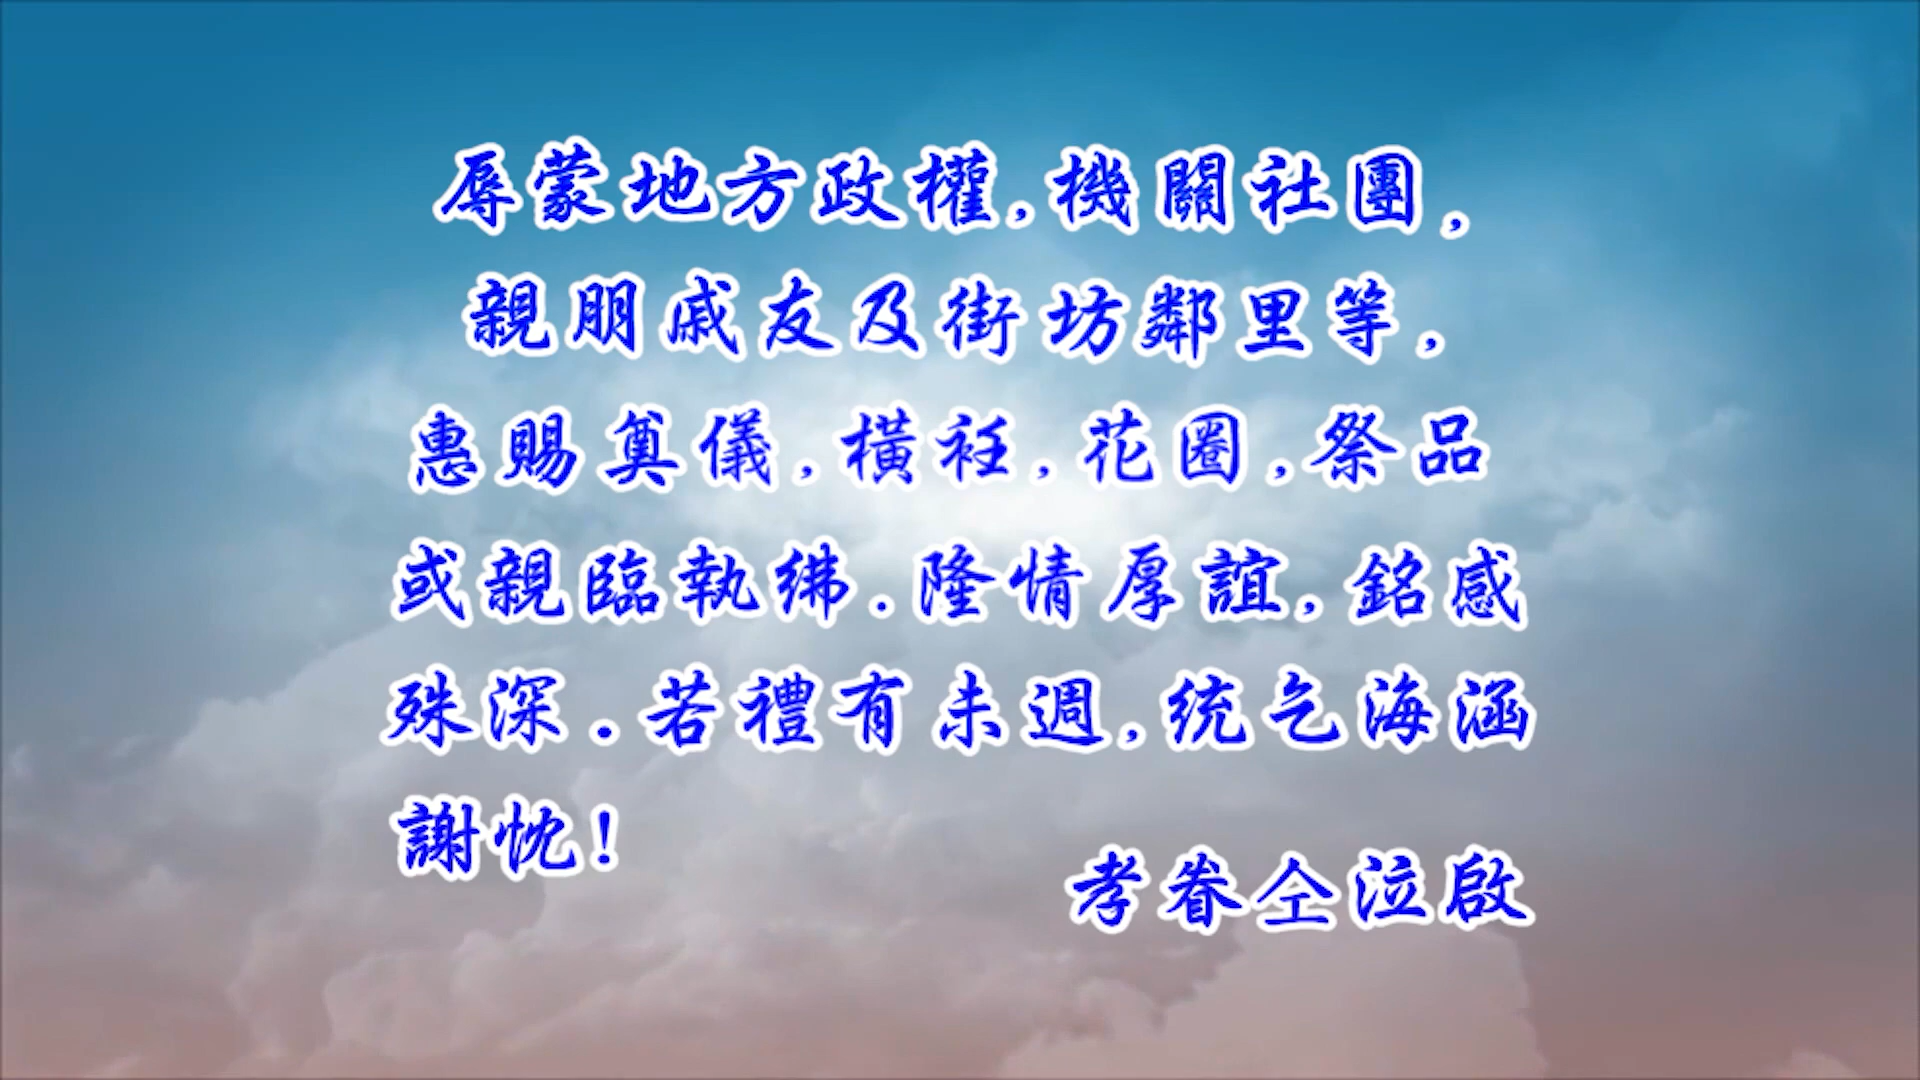 辱蒙地方政權,機關社團,
親朋戚友及街坊鄰里等,
惠賜奠儀,橫衽,花圈,祭品
或親臨執绋.隆情厚誼,銘感
殊深.若禮有未週,统乞海涵
謝忱!
孝眷仝泣啟